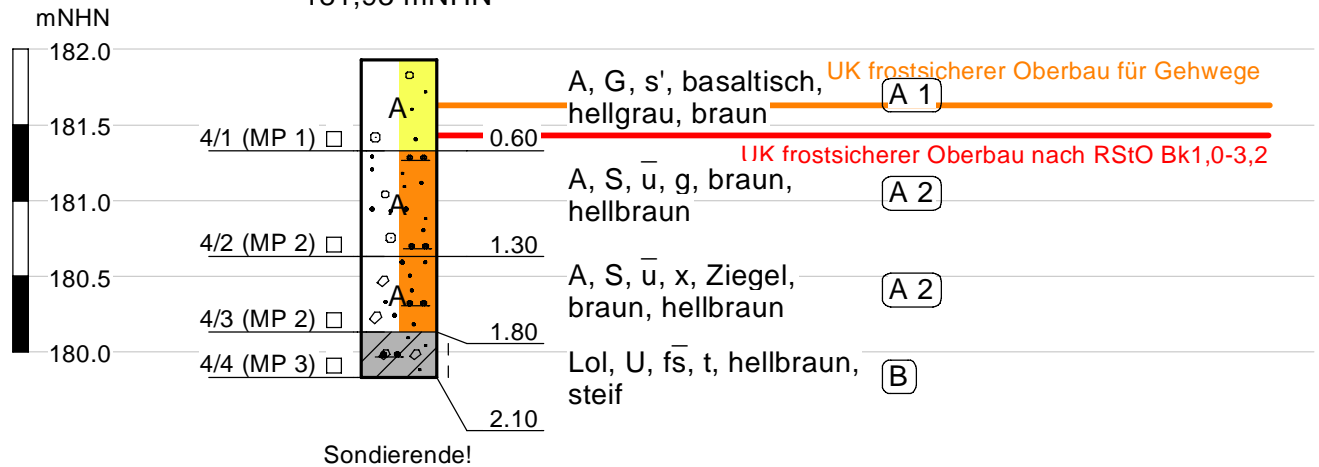 mNHN
182.0
UK frostsicherer Oberbau für Gehwege
A, G, s', basaltisch,
hellgrau, braun
A 1
A
181.5
4/1 (MP 1)
0.60
UK frostsicherer Oberbau nach RStO Bk1,0-3,2
A, S, u̅, g, braun,
hellbraun
A 2
A
181.0
4/2 (MP 2)
1.30
A, S, u̅, x, Ziegel,
braun, hellbraun
A 2
A
180.5
4/3 (MP 2)
1.80
180.0
4/4 (MP 3)
Lol, U, fs̅, t, hellbraun,
steif
B
2.10
Sondierende!